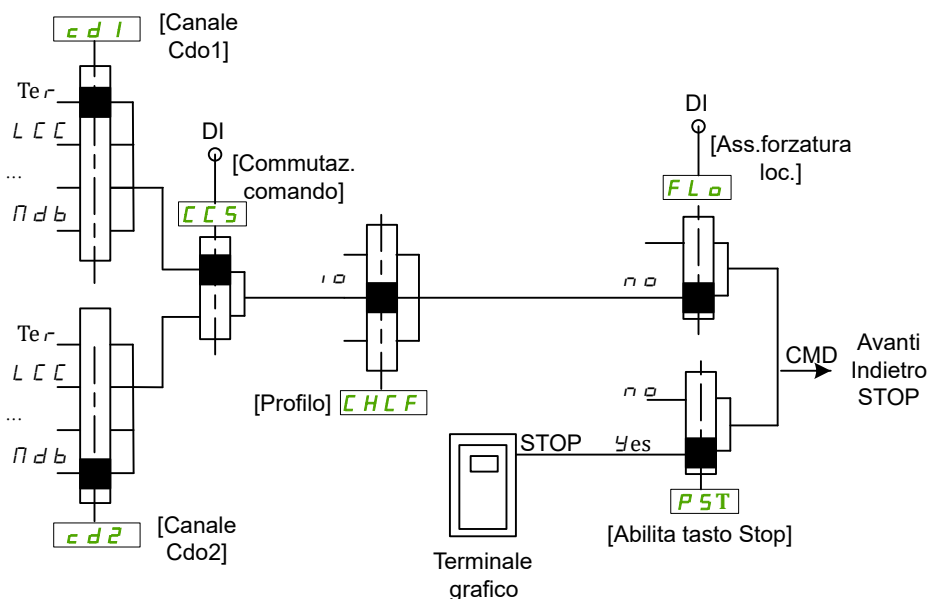 cd1
[Canale
Cdo1]
Ter
LCC
...
Mdb
DI
[Commutaz.
comando]
CCS
Ter
LCC
...
Mdb
cd2
[Canale
Cdo2]
io
[Profilo]
CHCF
DI
[Ass.forzatura
loc.]
FLo
no
no
STOP
Yes
PST
[Abilita tasto Stop]
Terminale
grafico
CMD
Avanti
Indietro
STOP